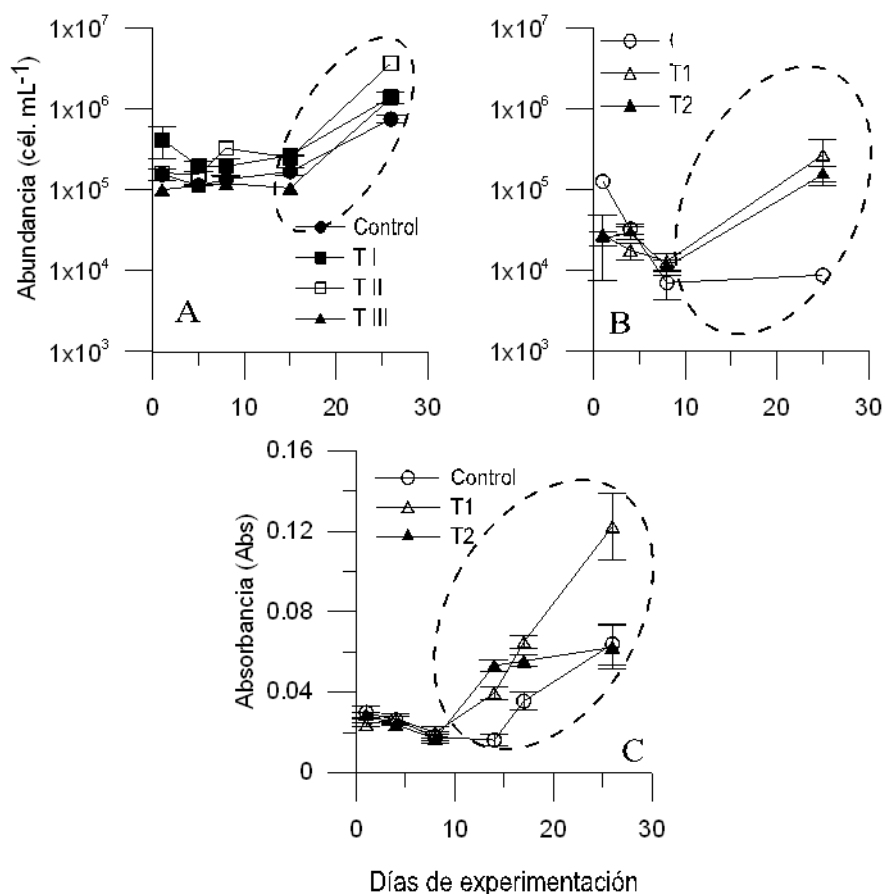 1x10⁷
1x10⁶
1x10⁵
1x10⁴
1x10³
Abundancia (cél. mL⁻¹)
A
Control
T I
T II
T III
0 10 20 30
1x10⁷
1x10⁶
1x10⁵
1x10⁴
1x10³
T1
T2
B
0 10 20 30
0.16
0.12
0.08
0.04
0
Absorbancia (Abs)
Control
T1
T2
C
0 10 20 30
Días de experimentación